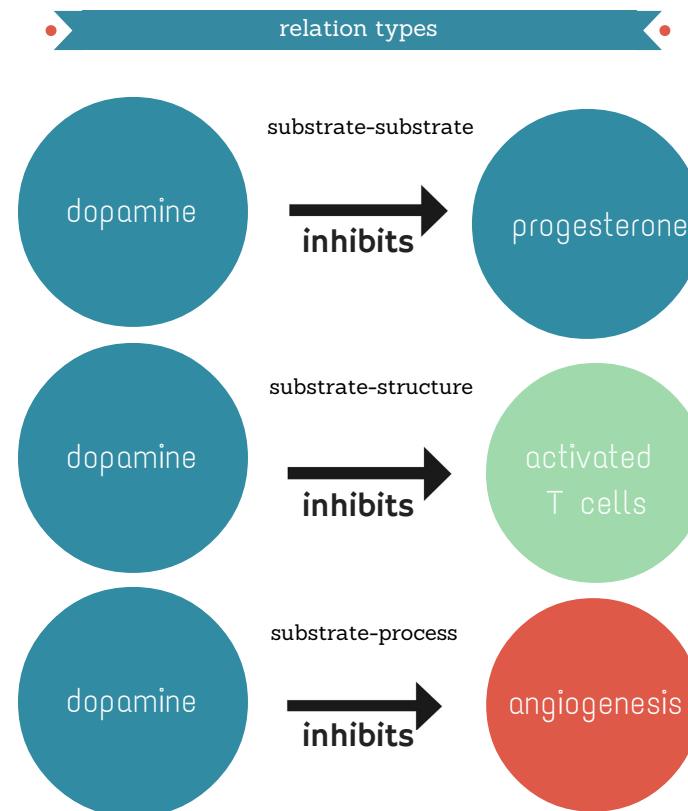 relation types
substrate-substrate
dopamine
inhibits
progesterone
substrate-structure
dopamine
inhibits
activated
T cells
substrate-process
dopamine
inhibits
angiogenesis